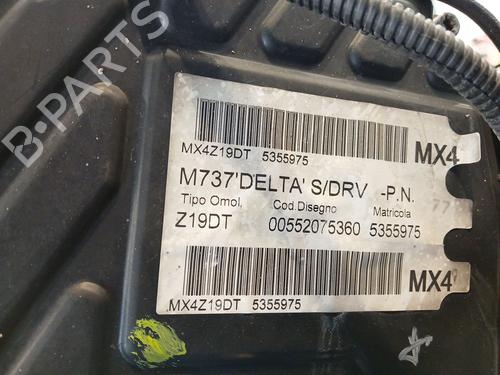 B-PARTS
MX4Z19DT 5355975
MX4
M737'DELTA' S/DRV -P.N.
Tipo Omol. Cod.Disegno Matricola
Z19DT 00552075360 5355975
MX4Z19DT 5355975
MX4